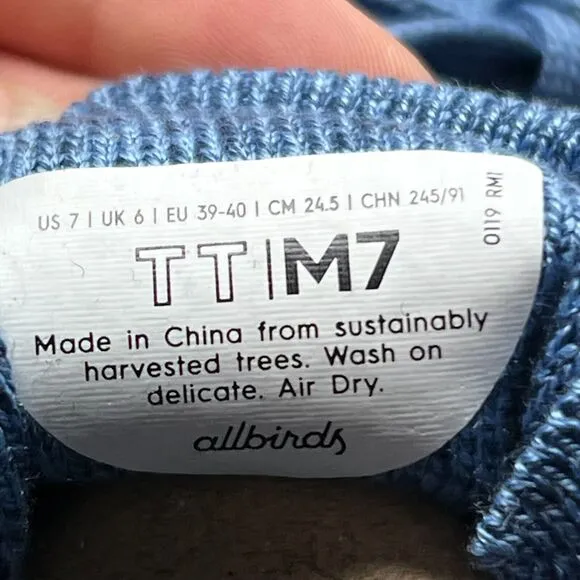 US 7 | UK 6 | EU 39-40 | CM 24.5 | CHN 245/91
0119 RMI
TT|M7
Made in China from sustainably
harvested trees. Wash on
delicate. Air Dry.
allbirds